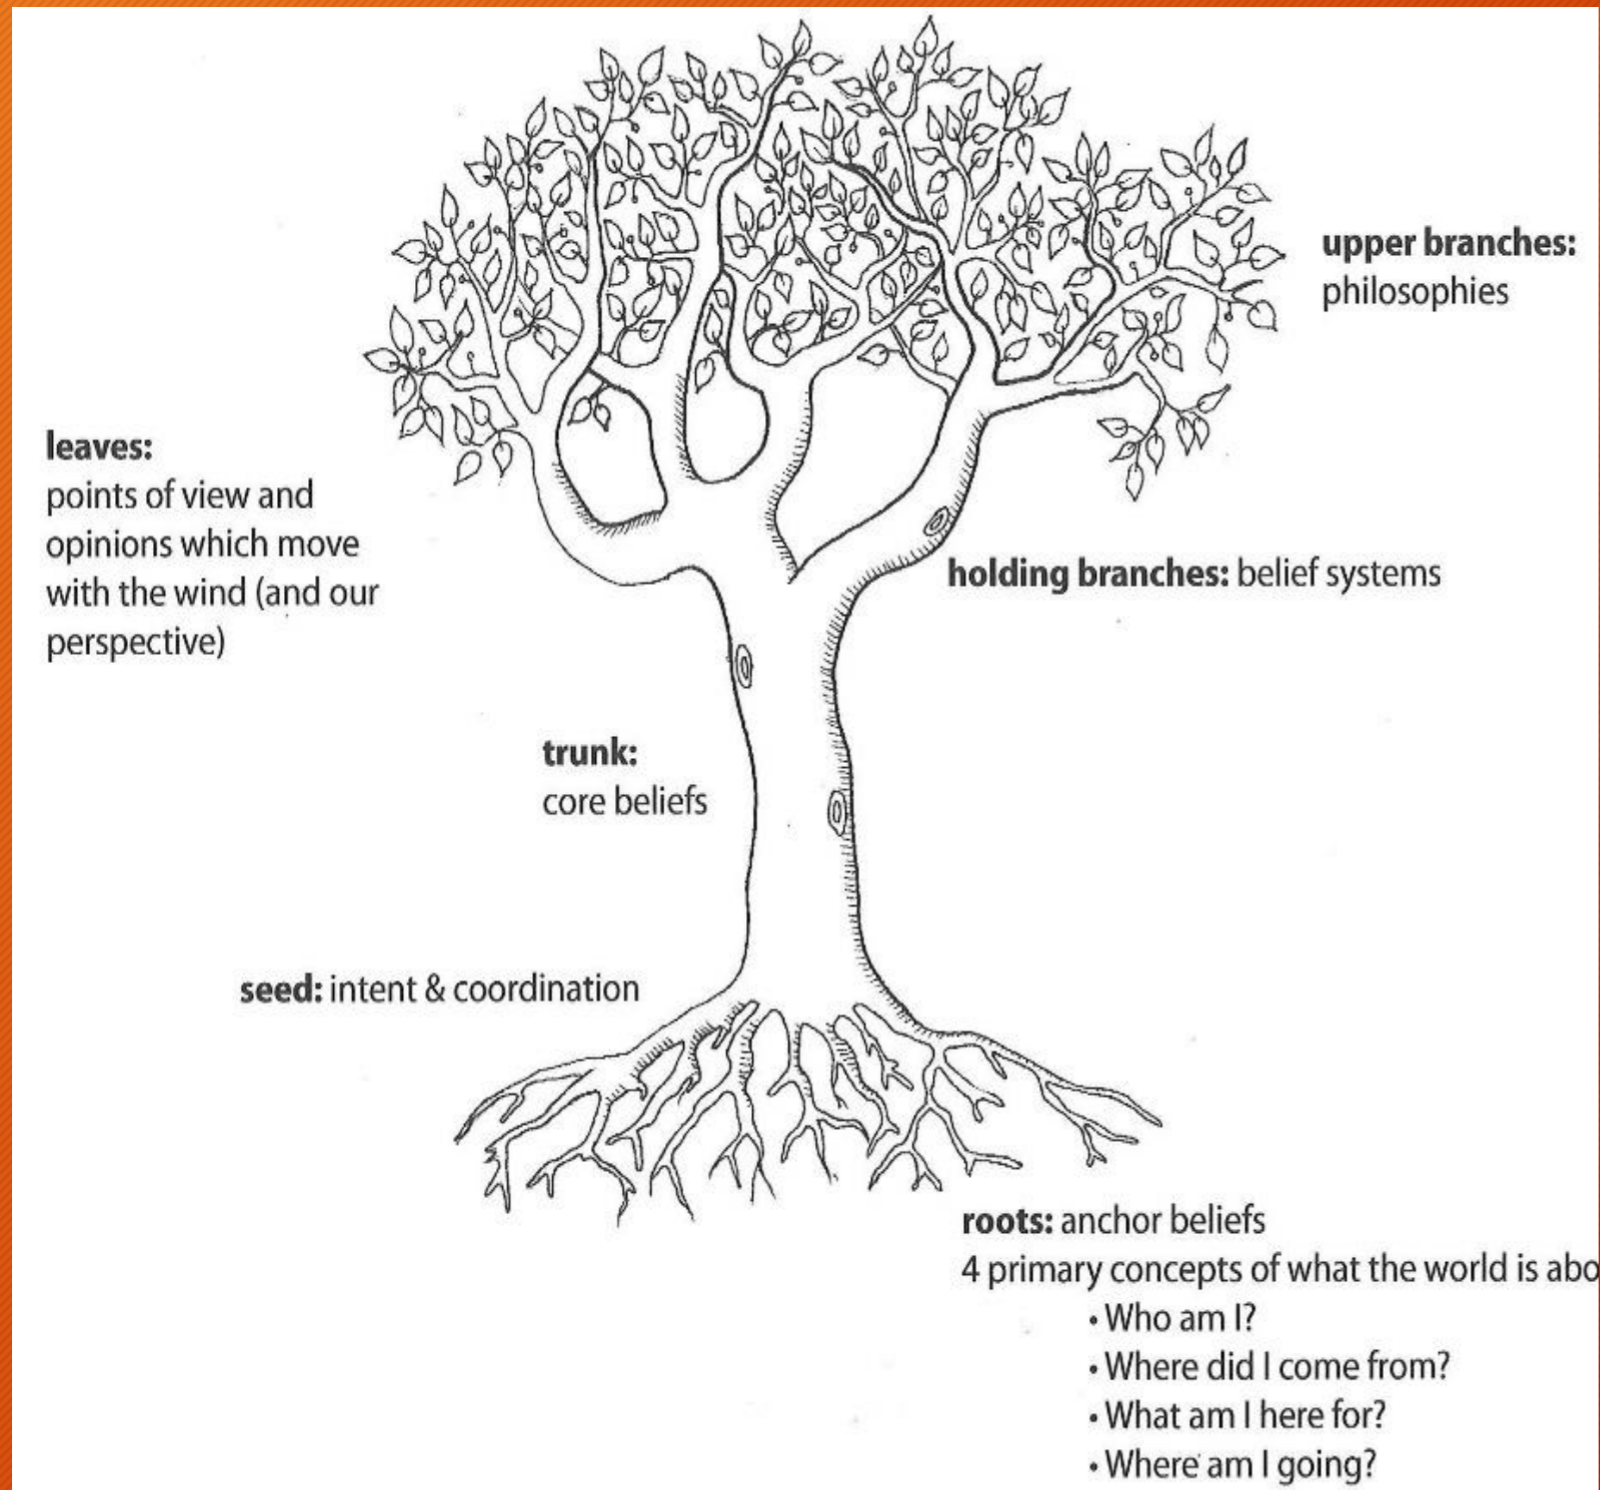 upper branches:
philosophies
leaves:
points of view and
opinions which move
with the wind (and our
perspective)
holding branches: belief systems
trunk:
core beliefs
seed: intent & coordination
roots: anchor beliefs
4 primary concepts of what the world is abo
• Who am I?
• Where did I come from?
• What am I here for?
• Where am I going?